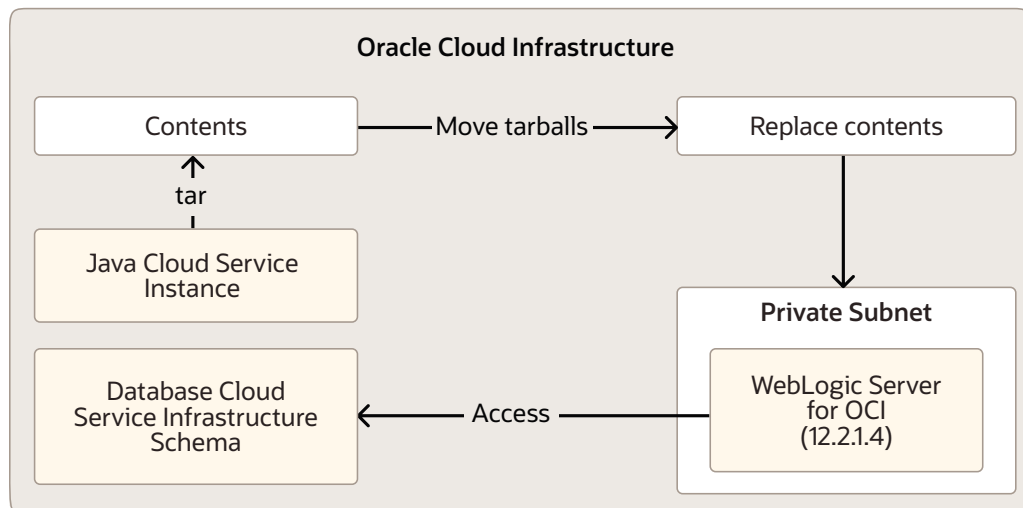 Oracle Cloud Infrastructure
Contents
Move tarballs
Replace contents
tar
Java Cloud Service
Instance
Private Subnet
Database Cloud
Service Infrastructure
Schema
Access
WebLogic Server
for OCI
(12.2.1.4)